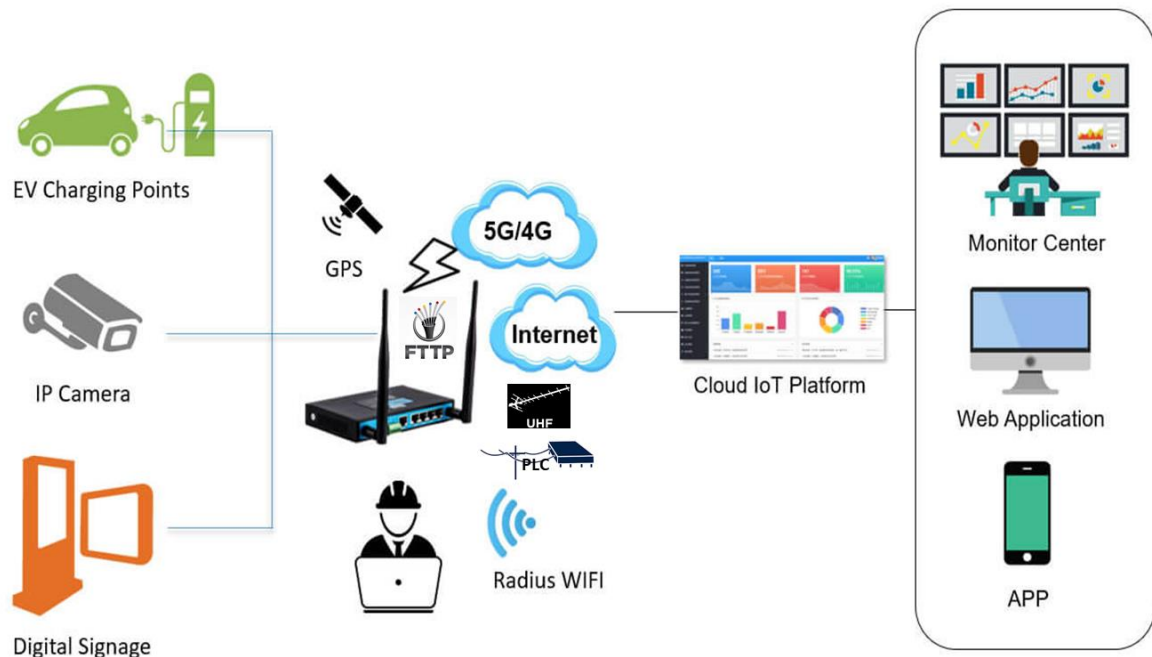 EV Charging Points
IP Camera
Digital Signage
GPS
5G/4G
FTTP
Internet
UHF
PLC
Radius WIFI
Cloud IoT Platform
Monitor Center
Web Application
APP